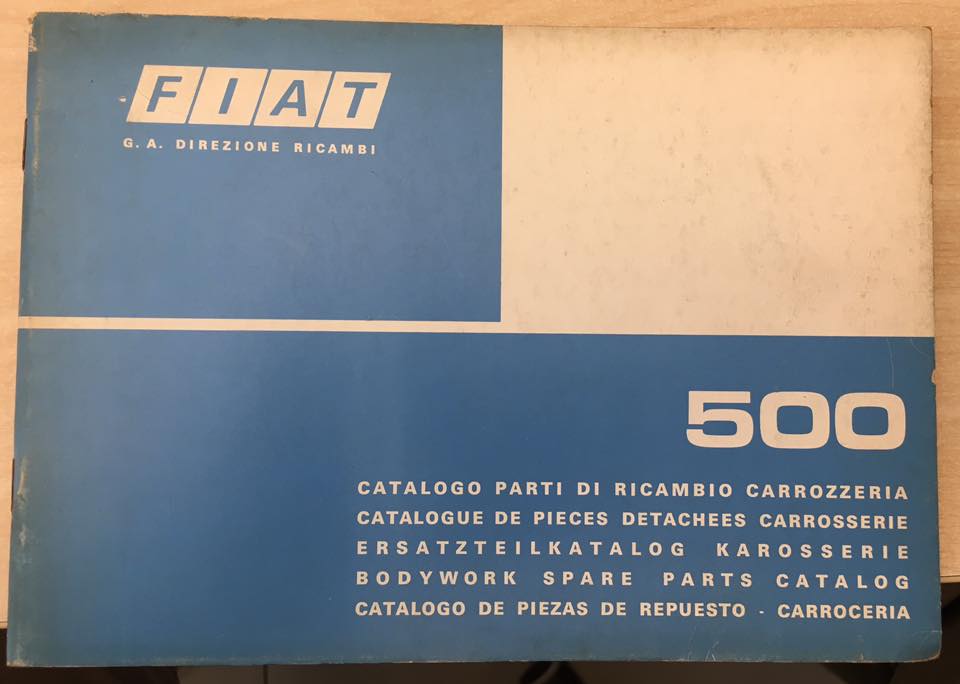 FIAT
G. A. DIREZIONE RICAMBI
500
CATALOGO PARTI DI RICAMBIO CARROZZERIA
CATALOGUE DE PIECES DETACHEES CARROSSERIE
ERSATZTEILKATALOG KAROSSERIE
BODYWORK SPARE PARTS CATALOG
CATALOGO DE PIEZAS DE REPUESTO - CARROCERIA